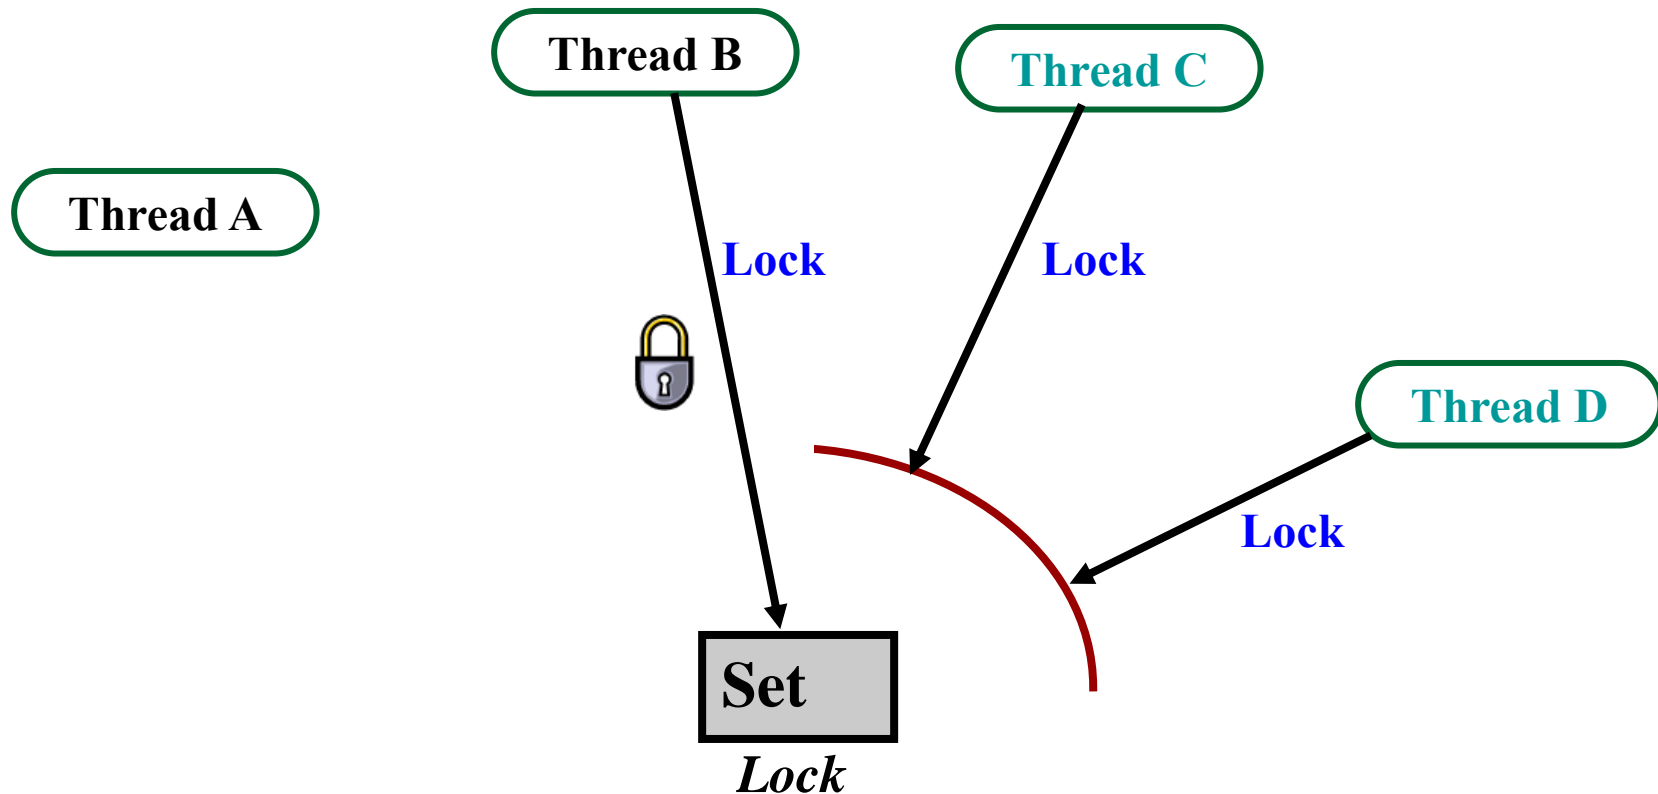 Thread B
Thread C
Thread A
Lock
Lock
Thread D
Lock
Set
Lock